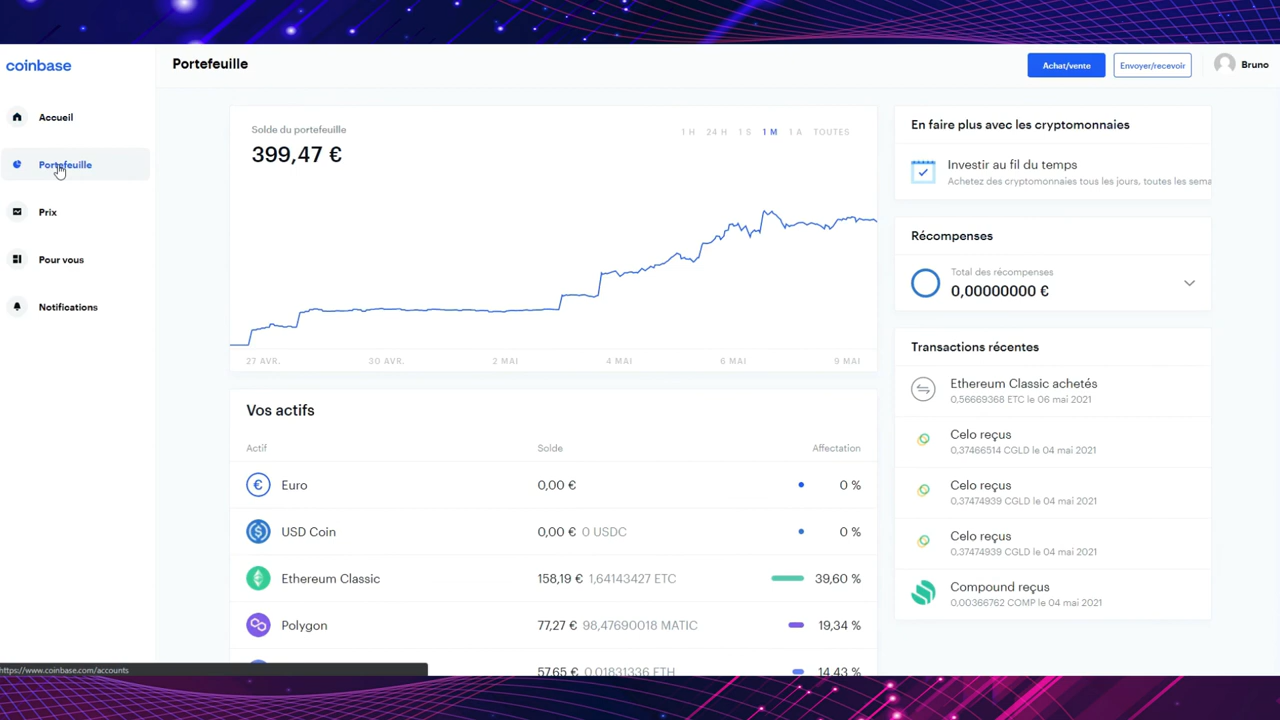 coinbase
Portefeuille
Achat/vente
Envoyer/recevoir
Bruno
Accueil
Portefeuille
Prix
Pour vous
Notifications
Solde du portefeuille
399,47 €
1 H 24 H 1 S 1 M 1 A TOUTES
27 AVR. 30 AVR. 2 MAI 4 MAI 6 MAI 9 MAI
Vos actifs
Actif Solde Affectation
Euro 0,00 € 0 %
USD Coin 0,00 € 0 USDC 0 %
Ethereum Classic 158,19 € 1,64143427 ETC 39,60 %
Polygon 77,27 € 98,47690018 MATIC 19,34 %
57,65 € 0,01831336 ETH 14,43 %
En faire plus avec les cryptomonnaies
Investir au fil du temps
Achetez des cryptomonnaies tous les jours, toutes les sema
Récompenses
Total des récompenses
0,00000000 €
Transactions récentes
Ethereum Classic achetés
0,56669368 ETC le 06 mai 2021
Celo reçus
0,37466514 CGLD le 04 mai 2021
Celo reçus
0,37474939 CGLD le 04 mai 2021
Celo reçus
0,37474939 CGLD le 04 mai 2021
Compound reçus
0,00366762 COMP le 04 mai 2021
https://www.coinbase.com/accounts